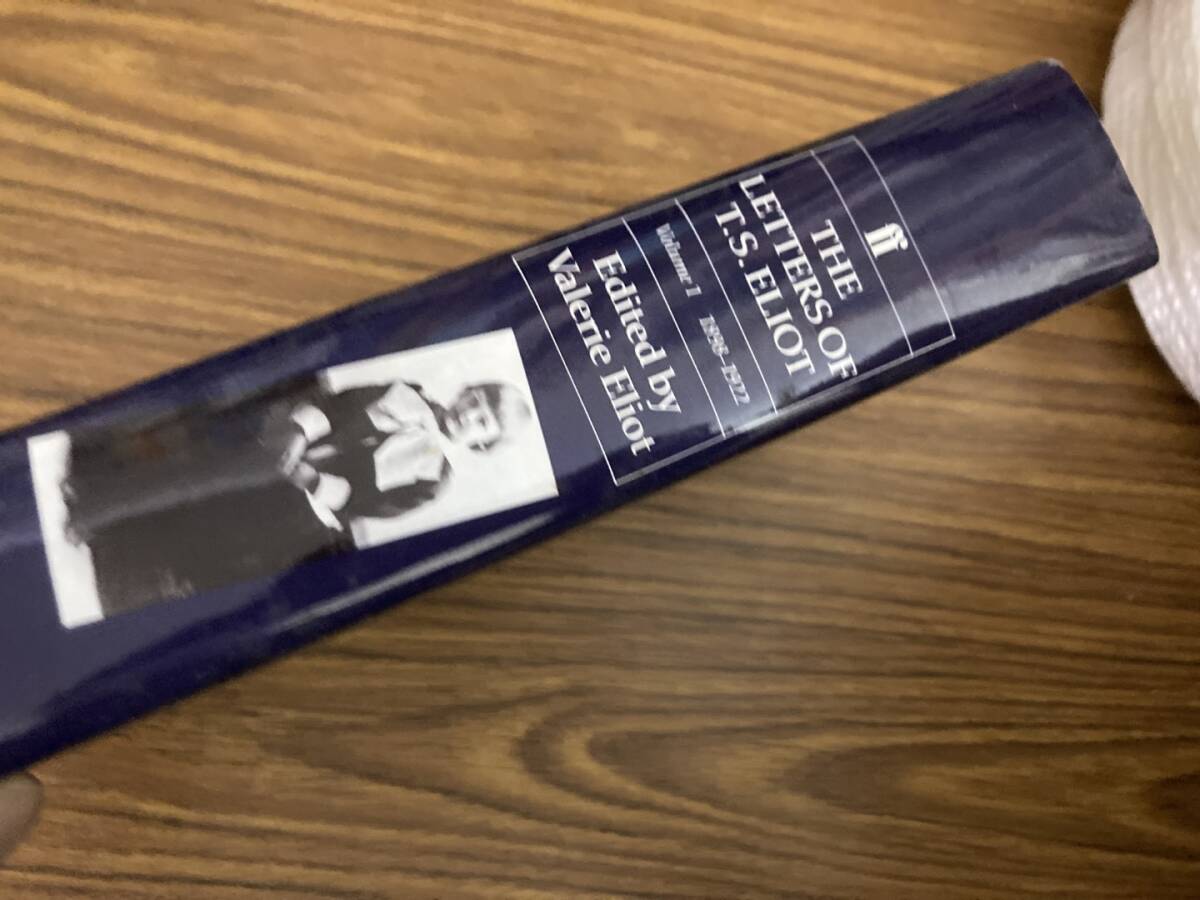 ff
THE
LETTERS OF
T.S. ELIOT
Volume 1 1898-1922
Edited by
Valerie Eliot